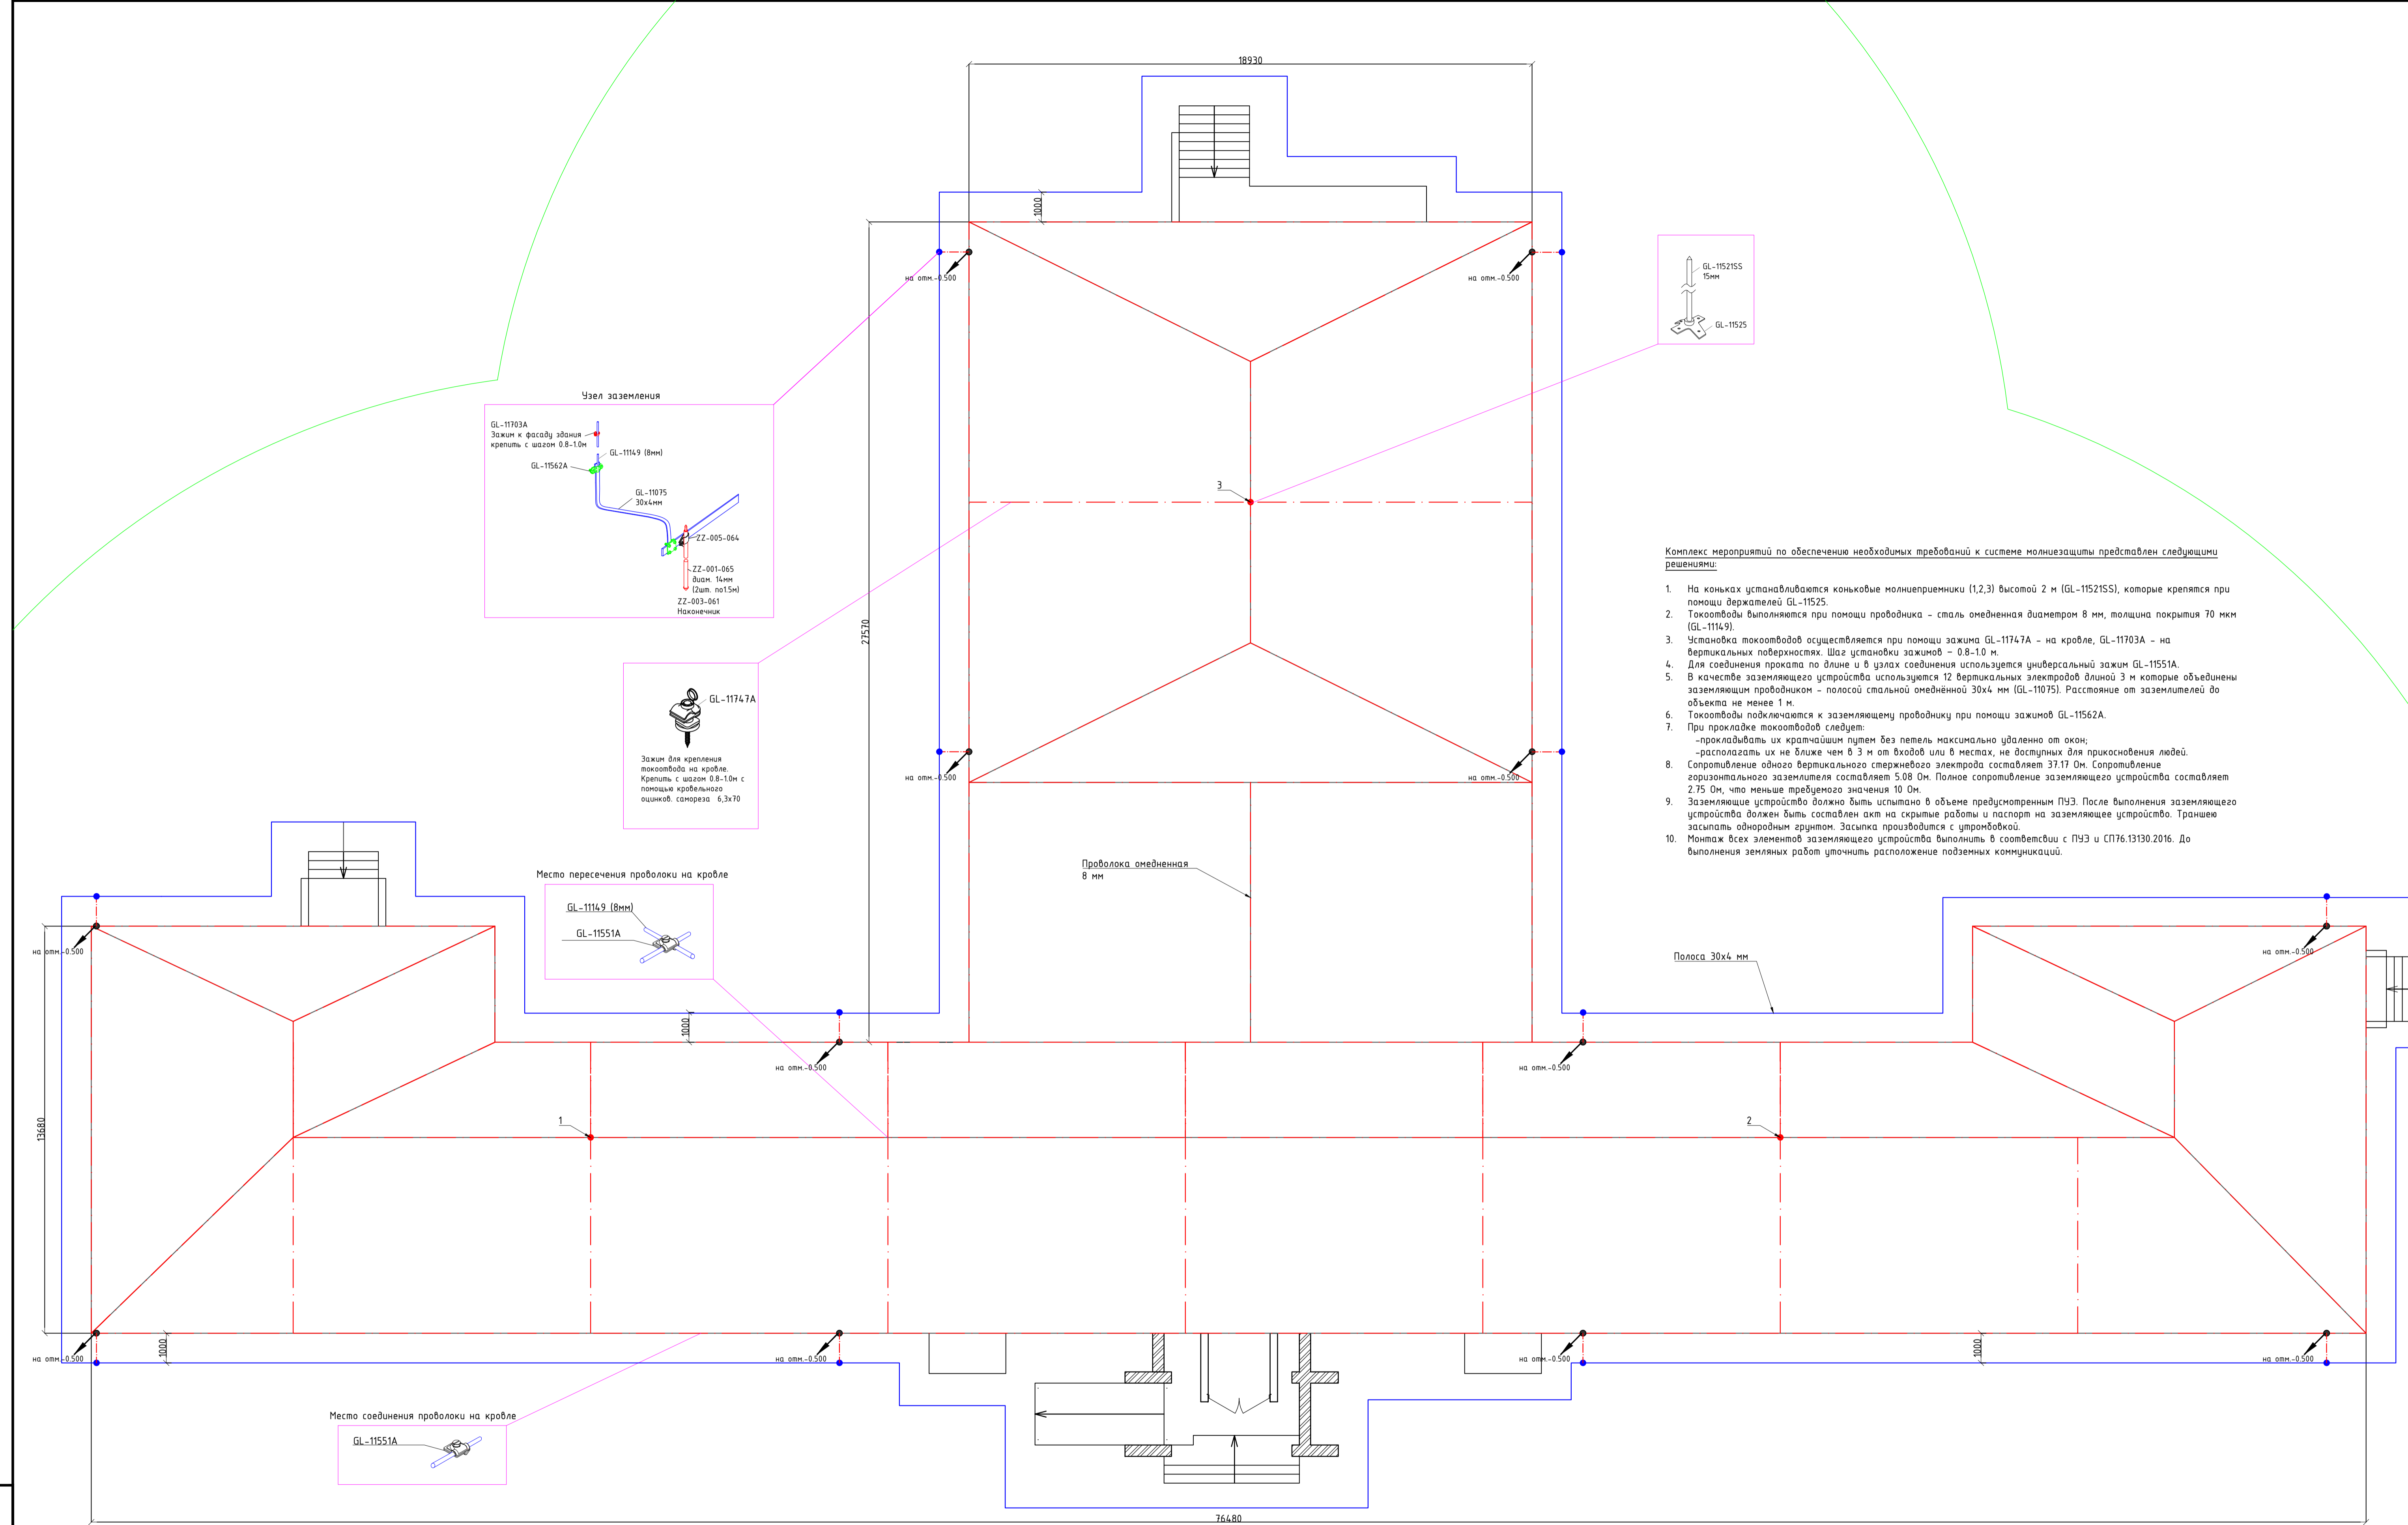 18930
1000
на отм.-0.500
на отм.-0.500
GL-11521SS
15мм
GL-11525
Узел заземления
GL-11703A
Зажим к фасаду здания
крепить с шагом 0.8-1.0м
GL-11149 (8мм)
GL-11562A
GL-11075
30х4мм
ZZ-005-064
ZZ-001-065
диам. 14мм
(2шт. по1.5м)
ZZ-003-061
Наконечник
3
27570
GL-11747A
Зажим для крепления
токоотвода на кровле.
Крепить с шагом 0.8-1.0м с
помощью кровельного
оцинков. самореза 6,3х70
на отм.-0.500
на отм.-0.500
Комплекс мероприятий по обеспечению необходимых требований к системе молниезащиты представлен следующими
решениями:
1. На коньках устанавливаются коньковые молниеприемники (1,2,3) высотой 2 м (GL-11521SS), которые крепятся при
помощи держателей GL-11525.
2. Токоотводы выполняются при помощи проводника - сталь омедненная диаметром 8 мм, толщина покрытия 70 мкм
(GL-11149).
3. Установка токоотводов осуществляется при помощи зажима GL-11747A - на кровле, GL-11703A - на
вертикальных поверхностях. Шаг установки зажимов – 0.8-1.0 м.
4. Для соединения проката по длине и в узлах соединения используется универсальный зажим GL-11551A.
5. В качестве заземляющего устройства используются 12 вертикальных электродов длиной 3 м которые объединены
заземляющим проводником - полосой стальной омеднённой 30х4 мм (GL-11075). Расстояние от заземлителей до
объекта не менее 1 м.
6. Токоотводы подключаются к заземляющему проводнику при помощи зажимов GL-11562A.
7. При прокладке токоотводов следует:
-прокладывать их кратчайшим путем без петель максимально удаленно от окон;
-располагать их не ближе чем в 3 м от входов или в местах, не доступных для прикосновения людей.
8. Сопротивление одного вертикального стержневого электрода составляет 37.17 Ом. Сопротивление
горизонтального заземлителя составляет 5.08 Ом. Полное сопротивление заземляющего устройства составляет
2.75 Ом, что меньше требуемого значения 10 Ом.
9. Заземляющие устройство должно быть испытано в объеме предусмотренным ПУЭ. После выполнения заземляющего
устройства должен быть составлен акт на скрытые работы и паспорт на заземляющее устройство. Траншею
засыпать однородным грунтом. Засыпка производится с утромбовкой.
10. Монтаж всех элементов заземляющего устройства выполнить в соответсвии с ПУЭ и СП76.13130.2016. До
выполнения земляных работ уточнить расположение подземных коммуникаций.
Проволока омедненная
8 мм
Место пересечения проволоки на кровле
GL-11149 (8мм)
GL-11551A
на отм.-0.500
на отм.-0.500
Полоса 30х4 мм
1000
на отм.-0.500
на отм.-0.500
13680
1
2
1000
1000
на отм.-0.500
на отм.-0.500
на отм.-0.500
на отм.-0.500
Место соединения проволоки на кровле
GL-11551A
76480